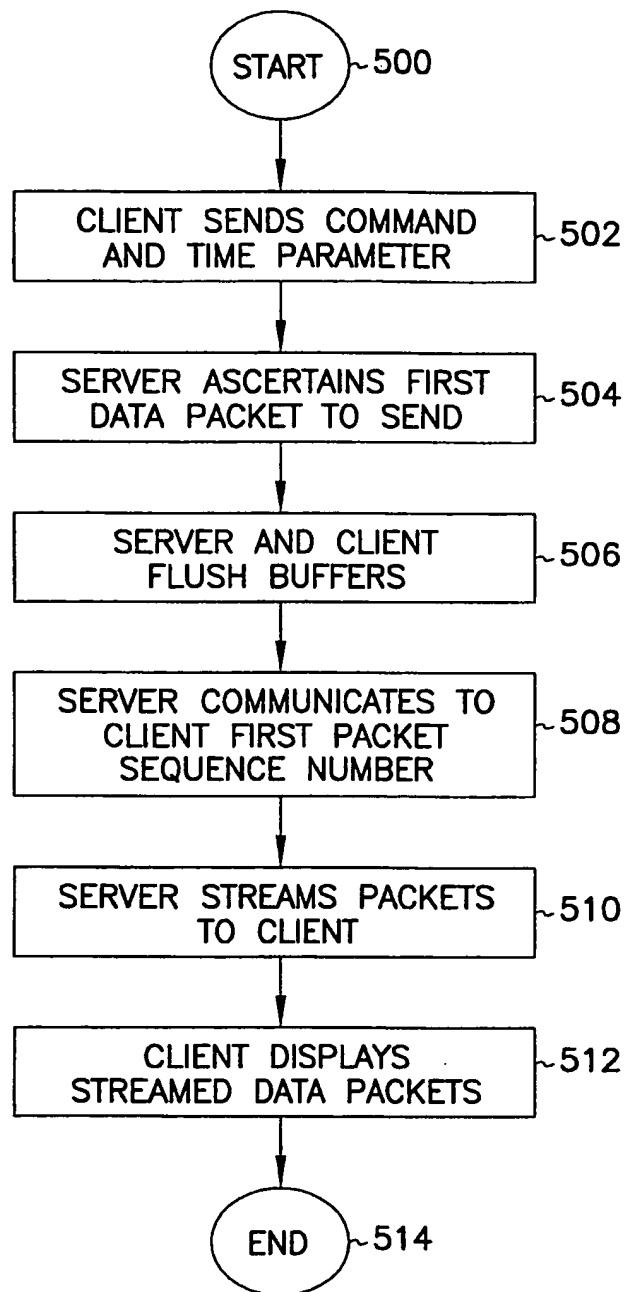 START
500
CLIENT SENDS COMMAND
AND TIME PARAMETER
502
SERVER ASCERTAINS FIRST
DATA PACKET TO SEND
504
SERVER AND CLIENT
FLUSH BUFFERS
506
SERVER COMMUNICATES TO
CLIENT FIRST PACKET
SEQUENCE NUMBER
508
SERVER STREAMS PACKETS
TO CLIENT
510
CLIENT DISPLAYS
STREAMED DATA PACKETS
512
END
514